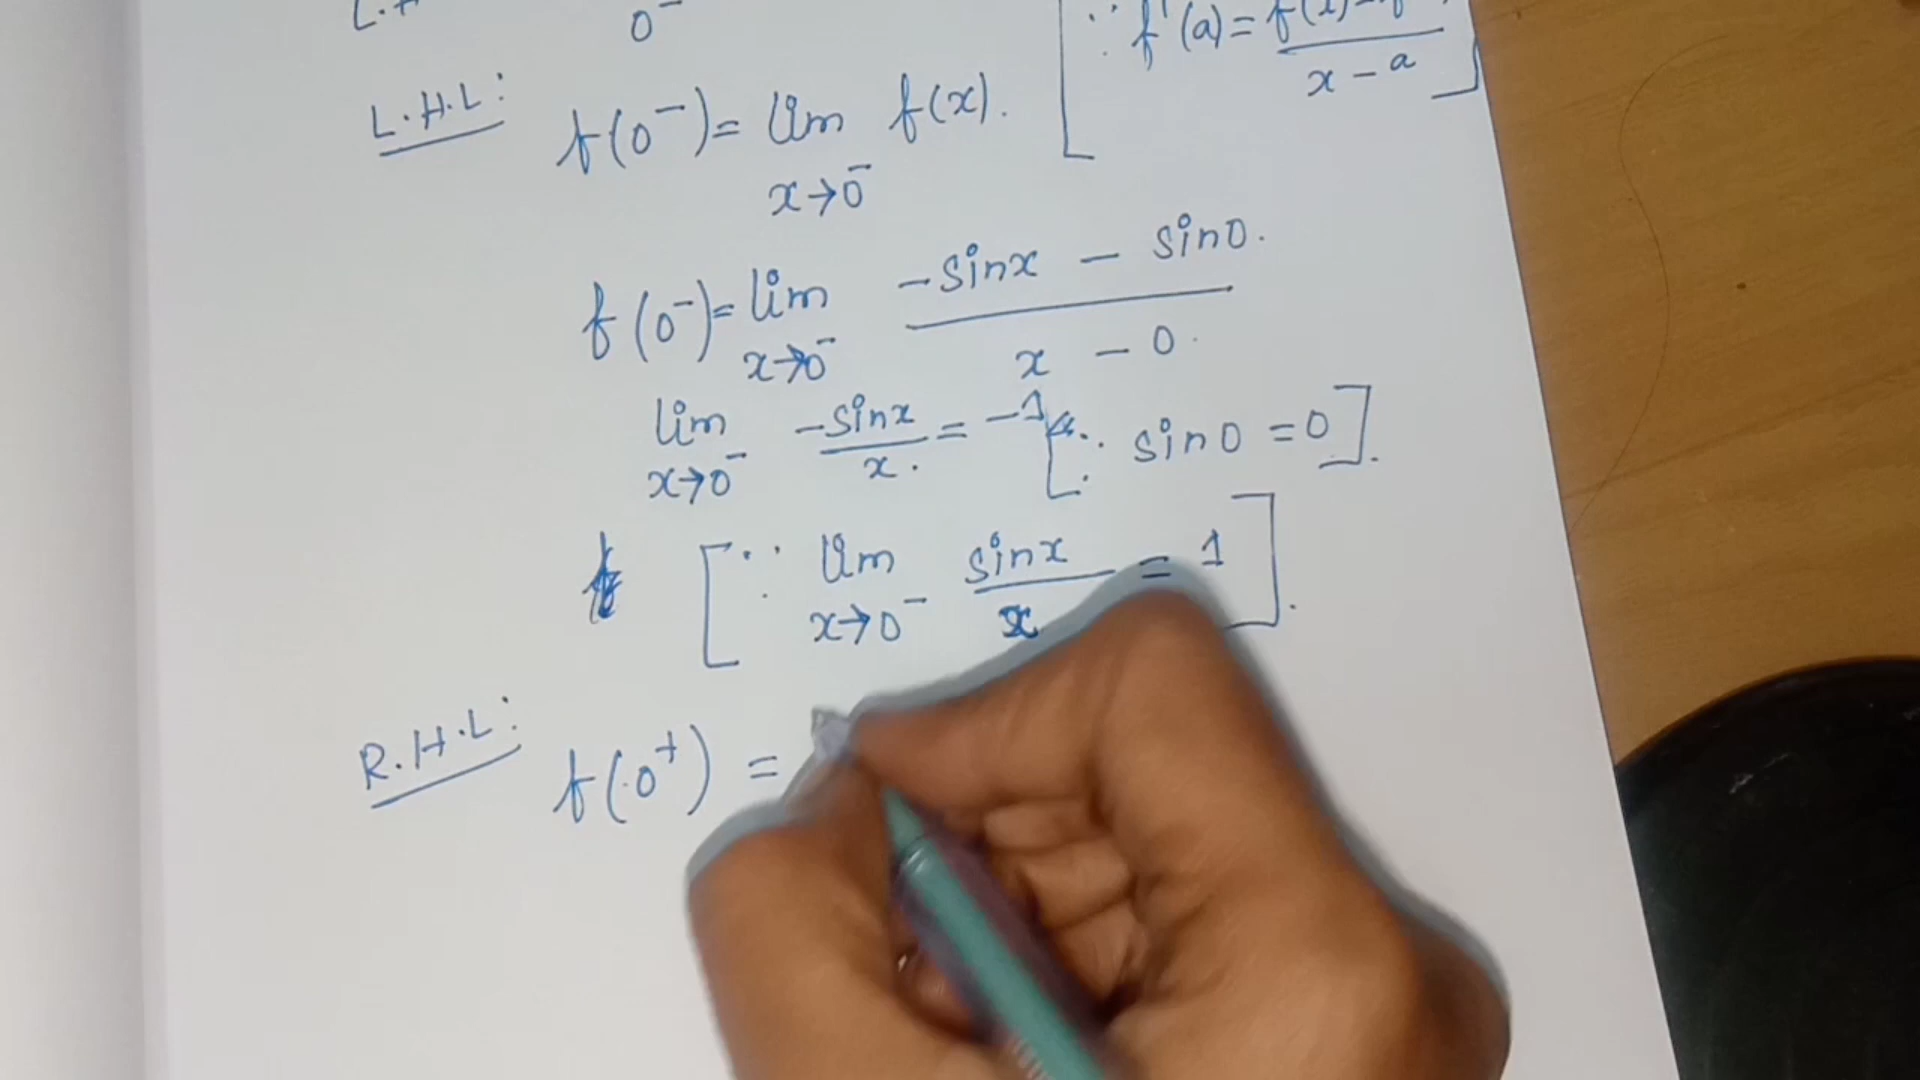 0⁻
∵ f'(a) = f(x) - f / x - a ]
L.H.L: f(0⁻) = lim x→0⁻ f(x).
f(0⁻) = lim x→0⁻ -sinx - sin0. / x - 0.
lim x→0⁻ -sinx / x. = -1 [∵ sin0 = 0].
[∵ lim x→0⁻ sinx / x = 1].
R.H.L: f(0⁺) =